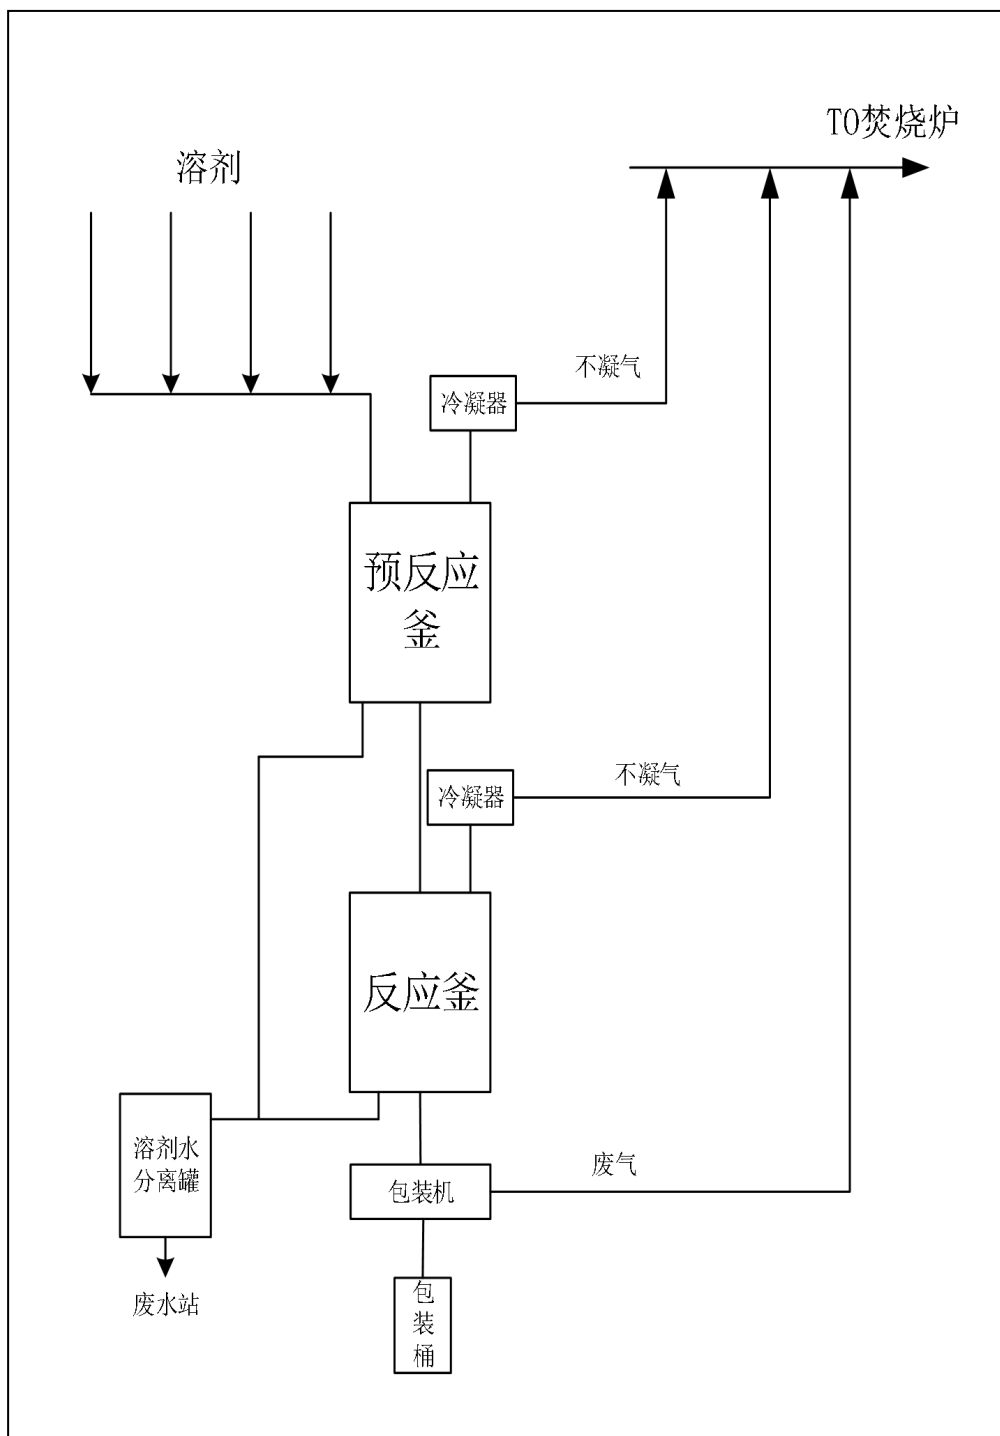 TO焚烧炉
溶剂
不凝气
冷凝器
预反应
釜
不凝气
冷凝器
反应釜
溶剂水
分离罐
废气
包装机
废水站
包
装
桶